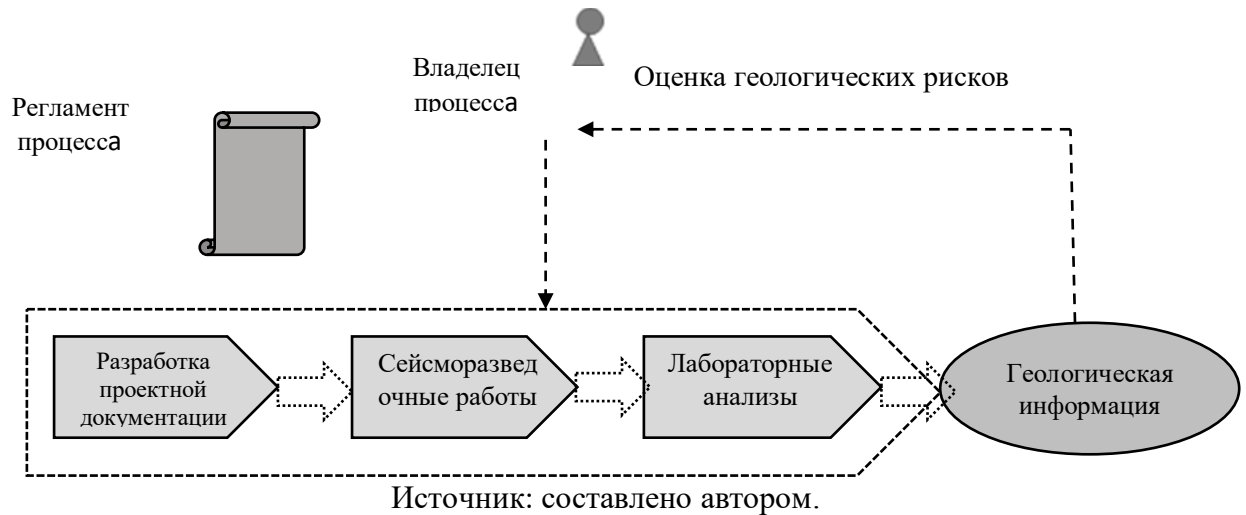 Владелец
процесса
Оценка геологических рисков
Регламент
процесса
Разработка
проектной
документации
Сейсморазвед
очные работы
Лабораторные
анализы
Геологическая
информация
Источник: составлено автором.